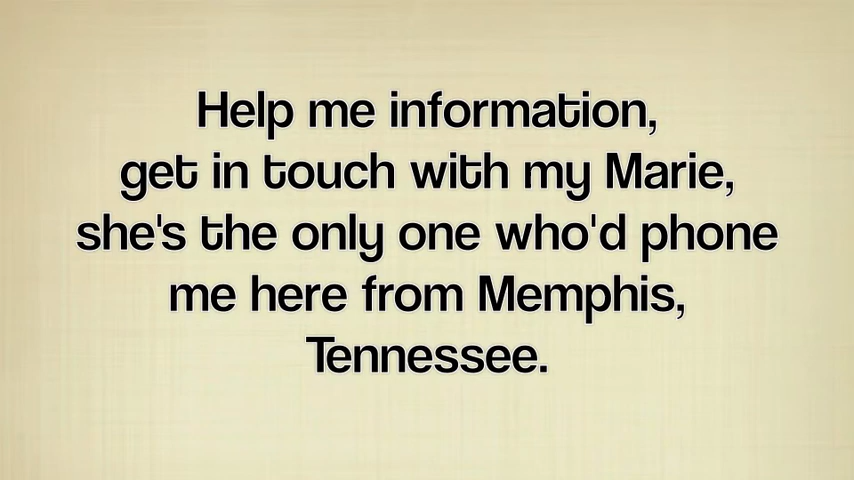 Help me information,
get in touch with my Marie,
she's the only one who'd phone
me here from Memphis,
Tennessee.